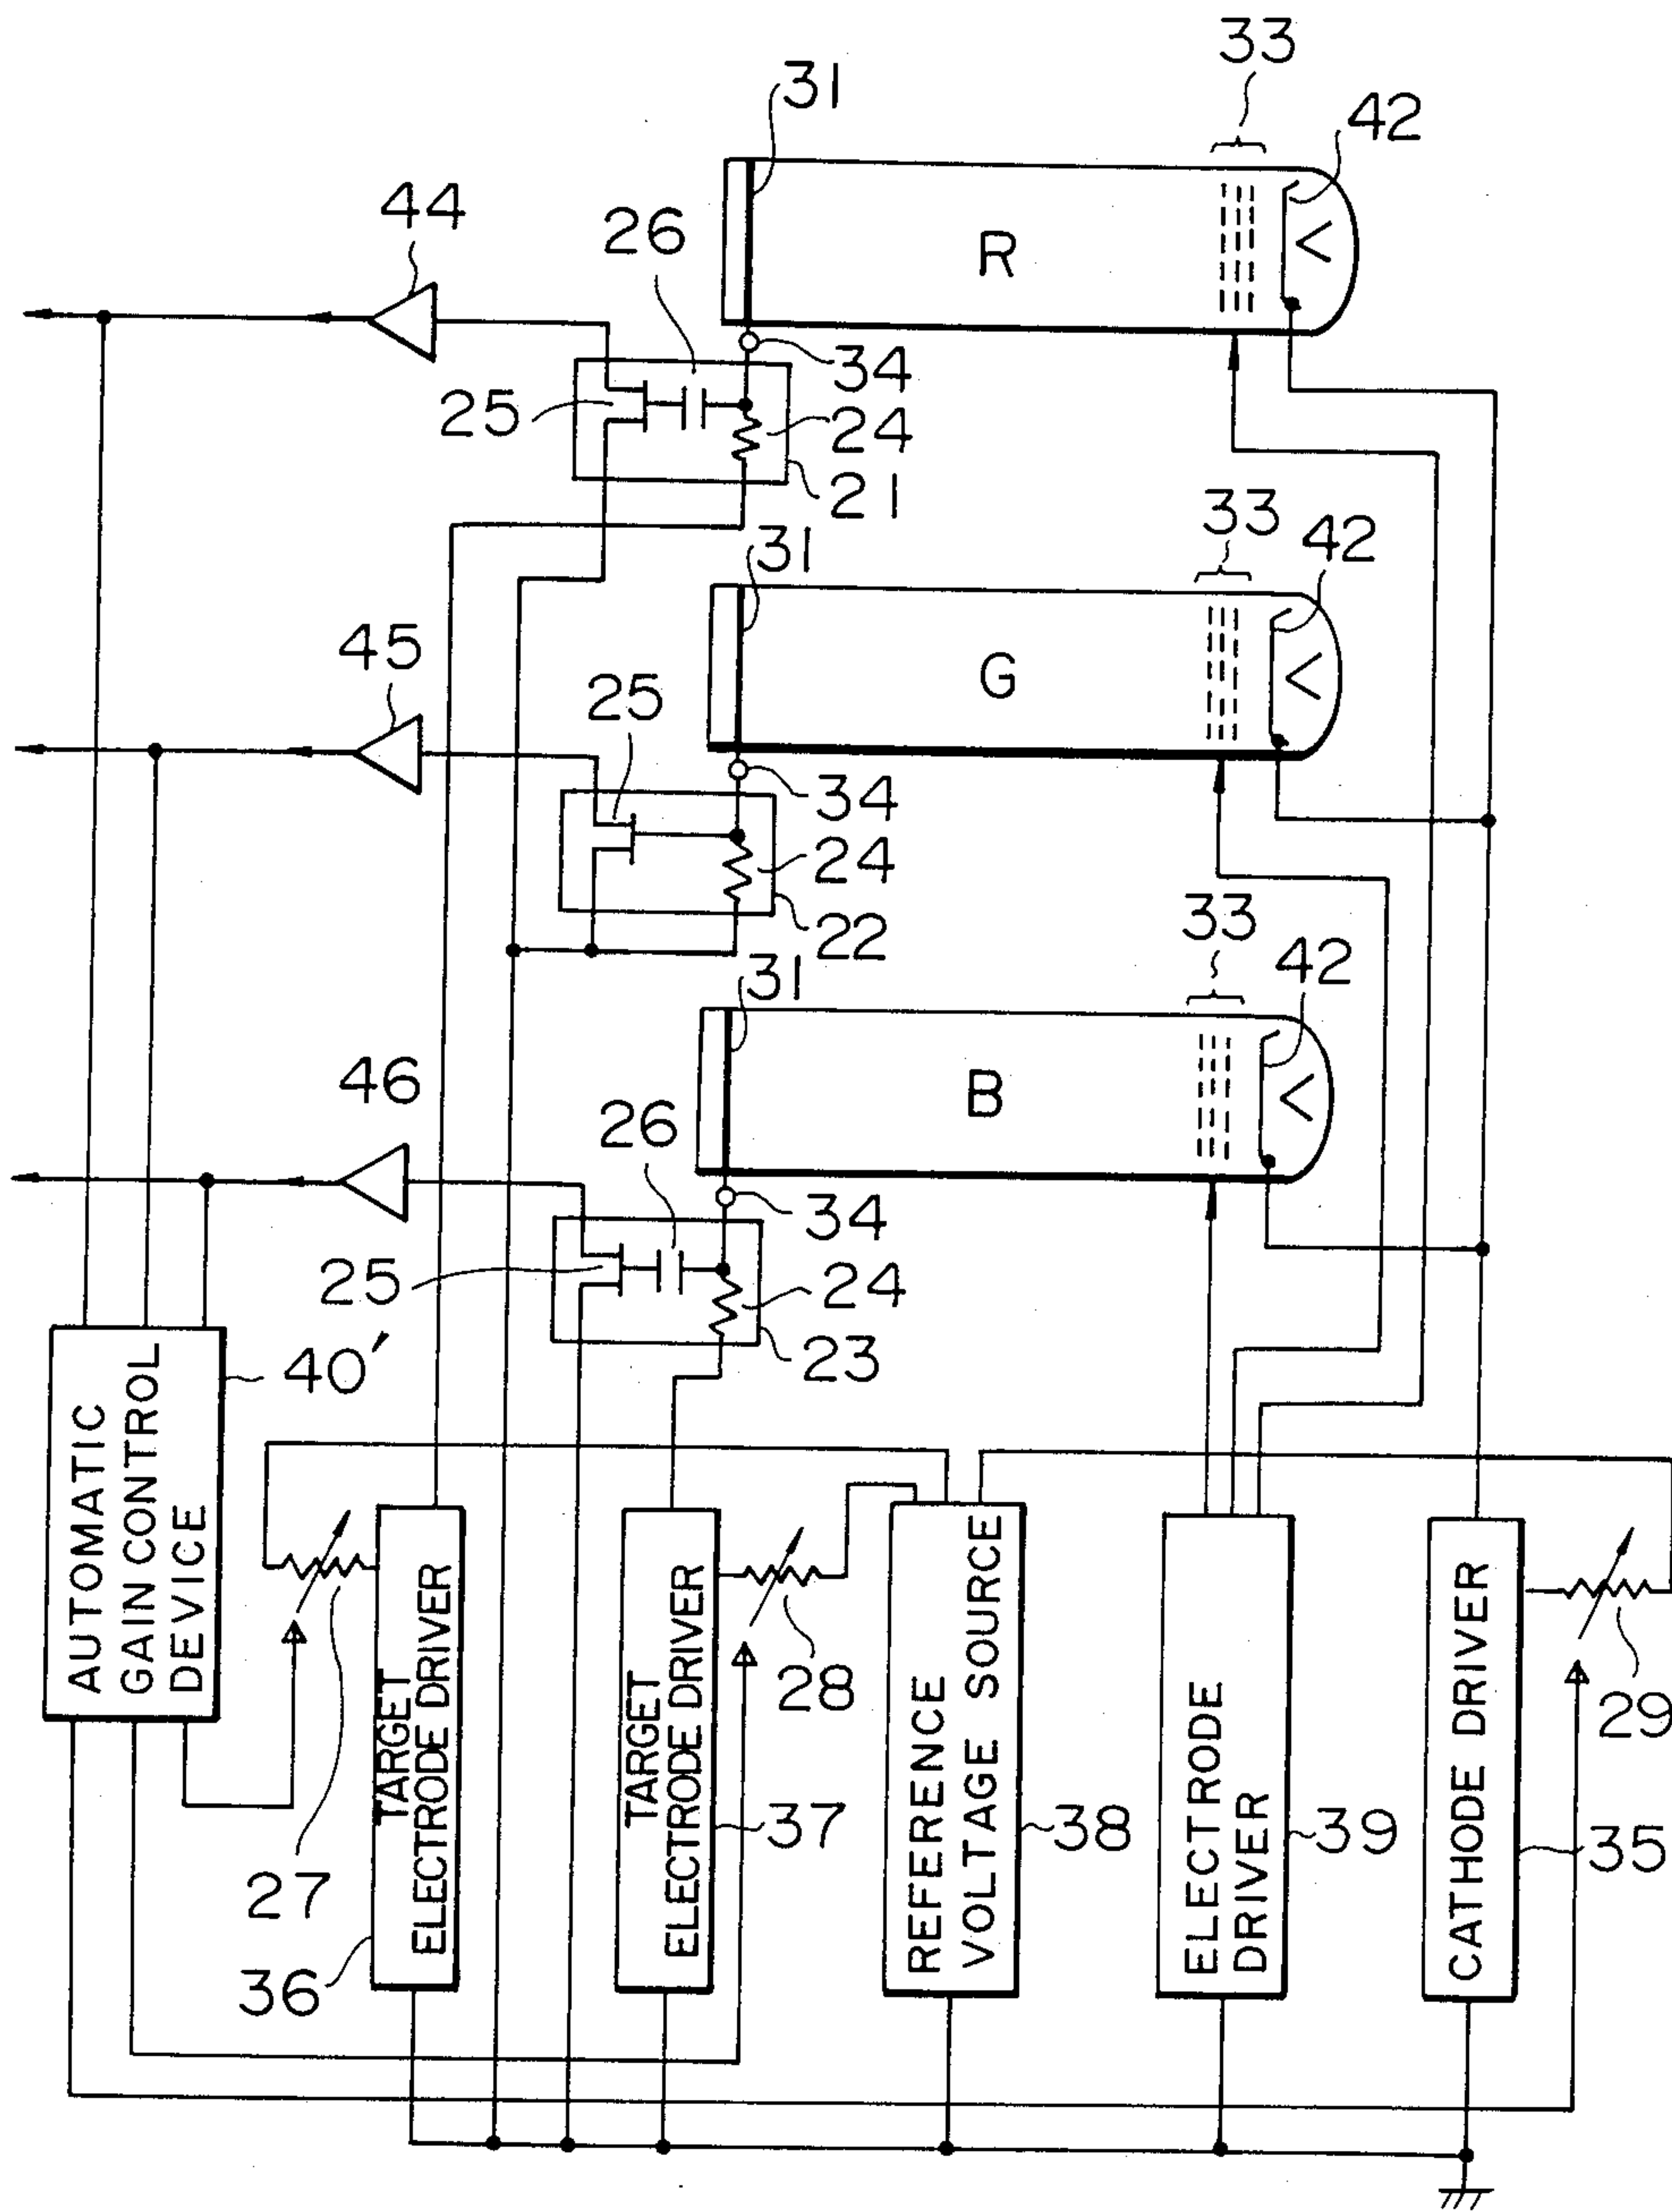 33
31
42
44
26
R
34
25
24
21
33
31
42
45
25
G
34
24
22
33
31
42
46
26
B
34
25
24
23
40'
AUTOMATIC
GAIN CONTROL
DEVICE
27
TARGET
ELECTRODE DRIVER
36
TARGET
ELECTRODE DRIVER
37
28
REFERENCE
VOLTAGE SOURCE
38
ELECTRODE
DRIVER
39
CATHODE DRIVER
35
29